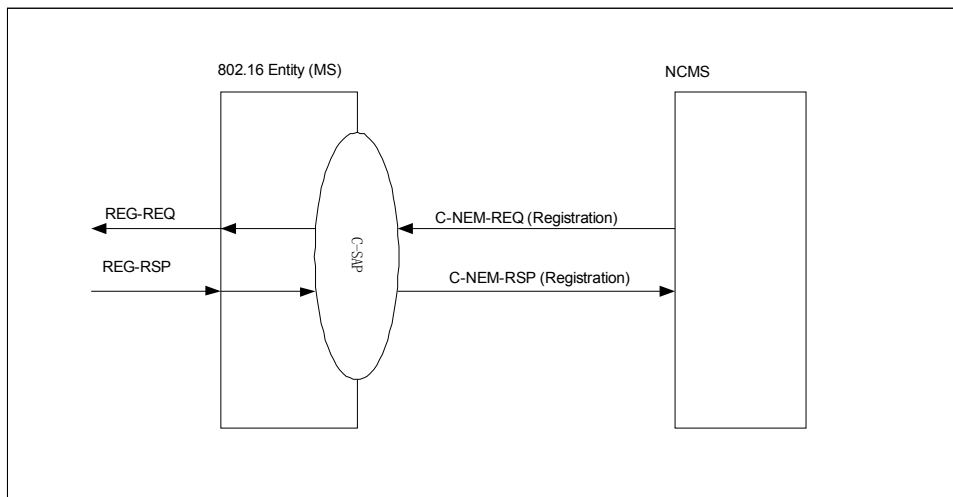 802.16 Entity (MS)
NCMS
REG-REQ
C-NEM-REQ (Registration)
C-SAP
REG-RSP
C-NEM-RSP (Registration)